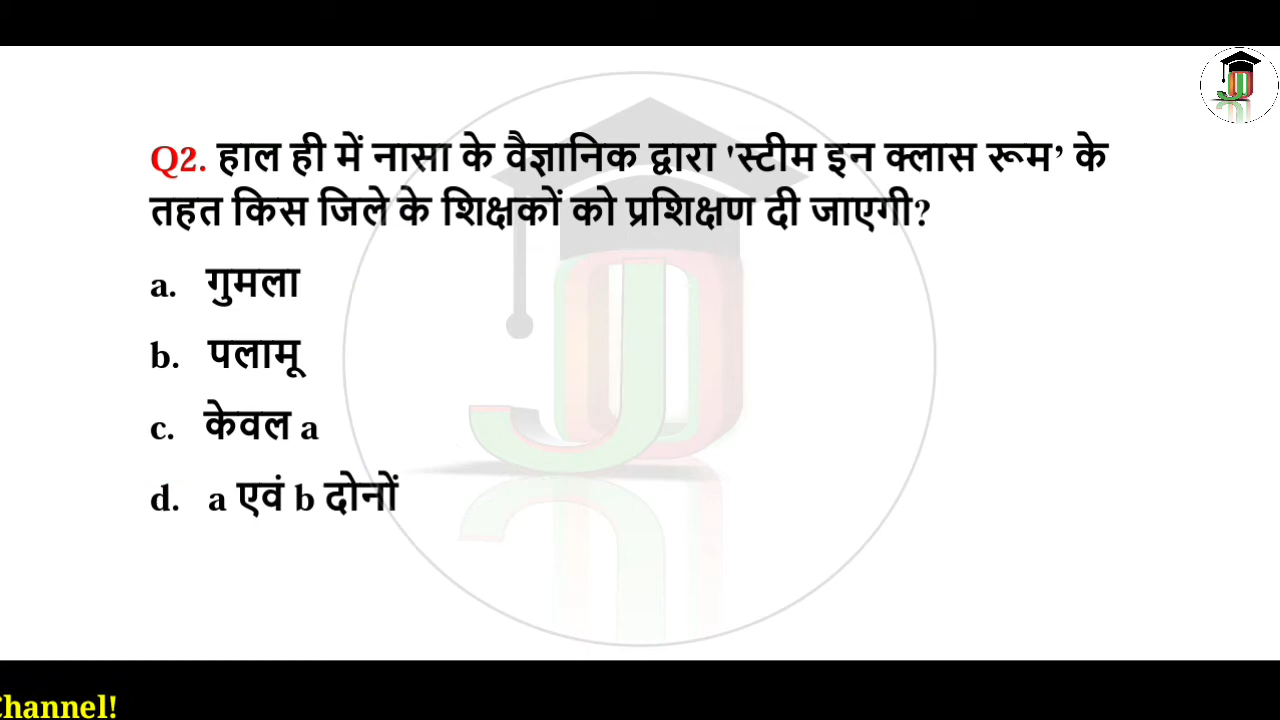 Q2. हाल ही में नासा के वैज्ञानिक द्वारा 'स्टीम इन क्लास रूम’ के
तहत किस जिले के शिक्षकों को प्रशिक्षण दी जाएगी?
a. गुमला
b. पलामू
c. केवल a
d. a एवं b दोनों
Channel!